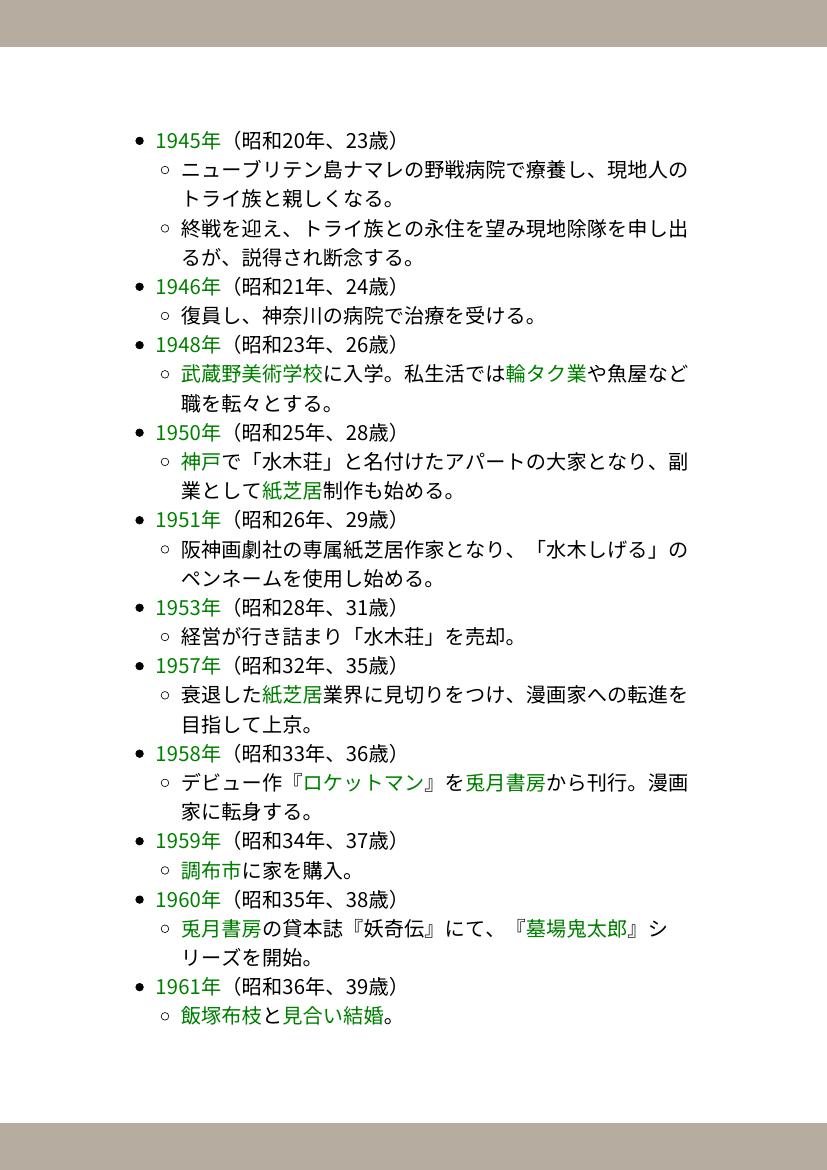 • 1945年（昭和20年、23歳）
○ ニューブリテン島ナマレの野戦病院で療養し、現地人の
トライ族と親しくなる。
○ 終戦を迎え、トライ族との永住を望み現地除隊を申し出
るが、説得され断念する。
• 1946年（昭和21年、24歳）
○ 復員し、神奈川の病院で治療を受ける。
• 1948年（昭和23年、26歳）
○ 武蔵野美術学校に入学。私生活では輪タク業や魚屋など
職を転々とする。
• 1950年（昭和25年、28歳）
○ 神戸で「水木荘」と名付けたアパートの大家となり、副
業として紙芝居制作も始める。
• 1951年（昭和26年、29歳）
○ 阪神画劇社の専属紙芝居作家となり、「水木しげる」の
ペンネームを使用し始める。
• 1953年（昭和28年、31歳）
○ 経営が行き詰まり「水木荘」を売却。
• 1957年（昭和32年、35歳）
○ 衰退した紙芝居業界に見切りをつけ、漫画家への転進を
目指して上京。
• 1958年（昭和33年、36歳）
○ デビュー作『ロケットマン』を兎月書房から刊行。漫画
家に転身する。
• 1959年（昭和34年、37歳）
○ 調布市に家を購入。
• 1960年（昭和35年、38歳）
○ 兎月書房の貸本誌『妖奇伝』にて、『墓場鬼太郎』シ
リーズを開始。
• 1961年（昭和36年、39歳）
○ 飯塚布枝と見合い結婚。